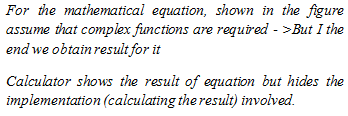 For the mathematical equation, shown in the figure
assume that complex functions are required - >But I the
end we obtain result for it
Calculator shows the result of equation but hides the
implementation (calculating the result) involved.